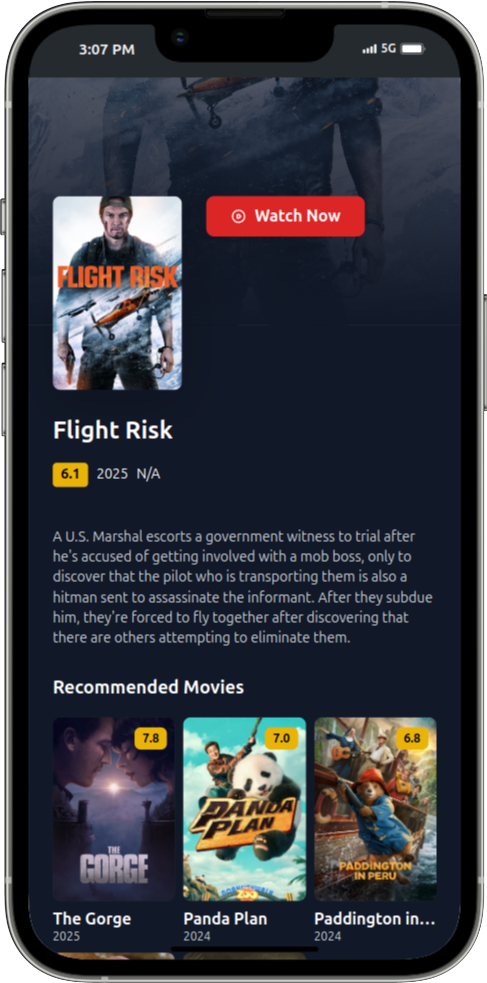 3:07 PM
5G
Watch Now
FLIGHT RISK
Flight Risk
6.1 2025 N/A
A U.S. Marshal escorts a government witness to trial after
he's accused of getting involved with a mob boss, only to
discover that the pilot who is transporting them is also a
hitman sent to assassinate the informant. After they subdue
him, they're forced to fly together after discovering that
there are others attempting to eliminate them.
Recommended Movies
7.8
7.0
6.8
THE
GORGE
PANDA
PLAN
PADDINGTON
IN PERU
The Gorge
Panda Plan
Paddington in...
2025
2024
2024